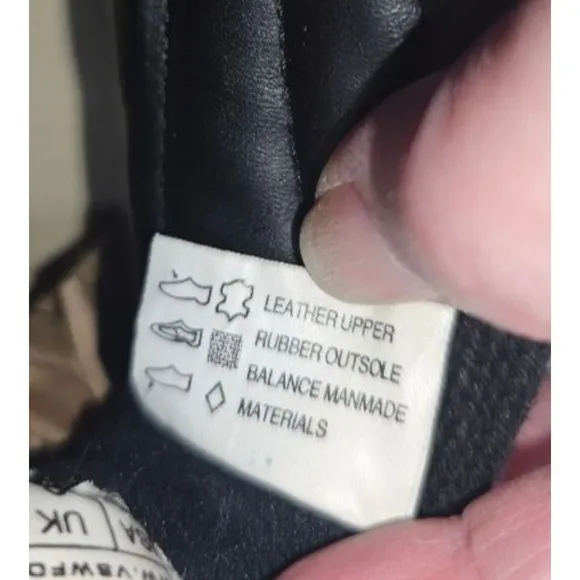 LEATHER UPPER
RUBBER OUTSOLE
BALANCE MANMADE
MATERIALS
UK